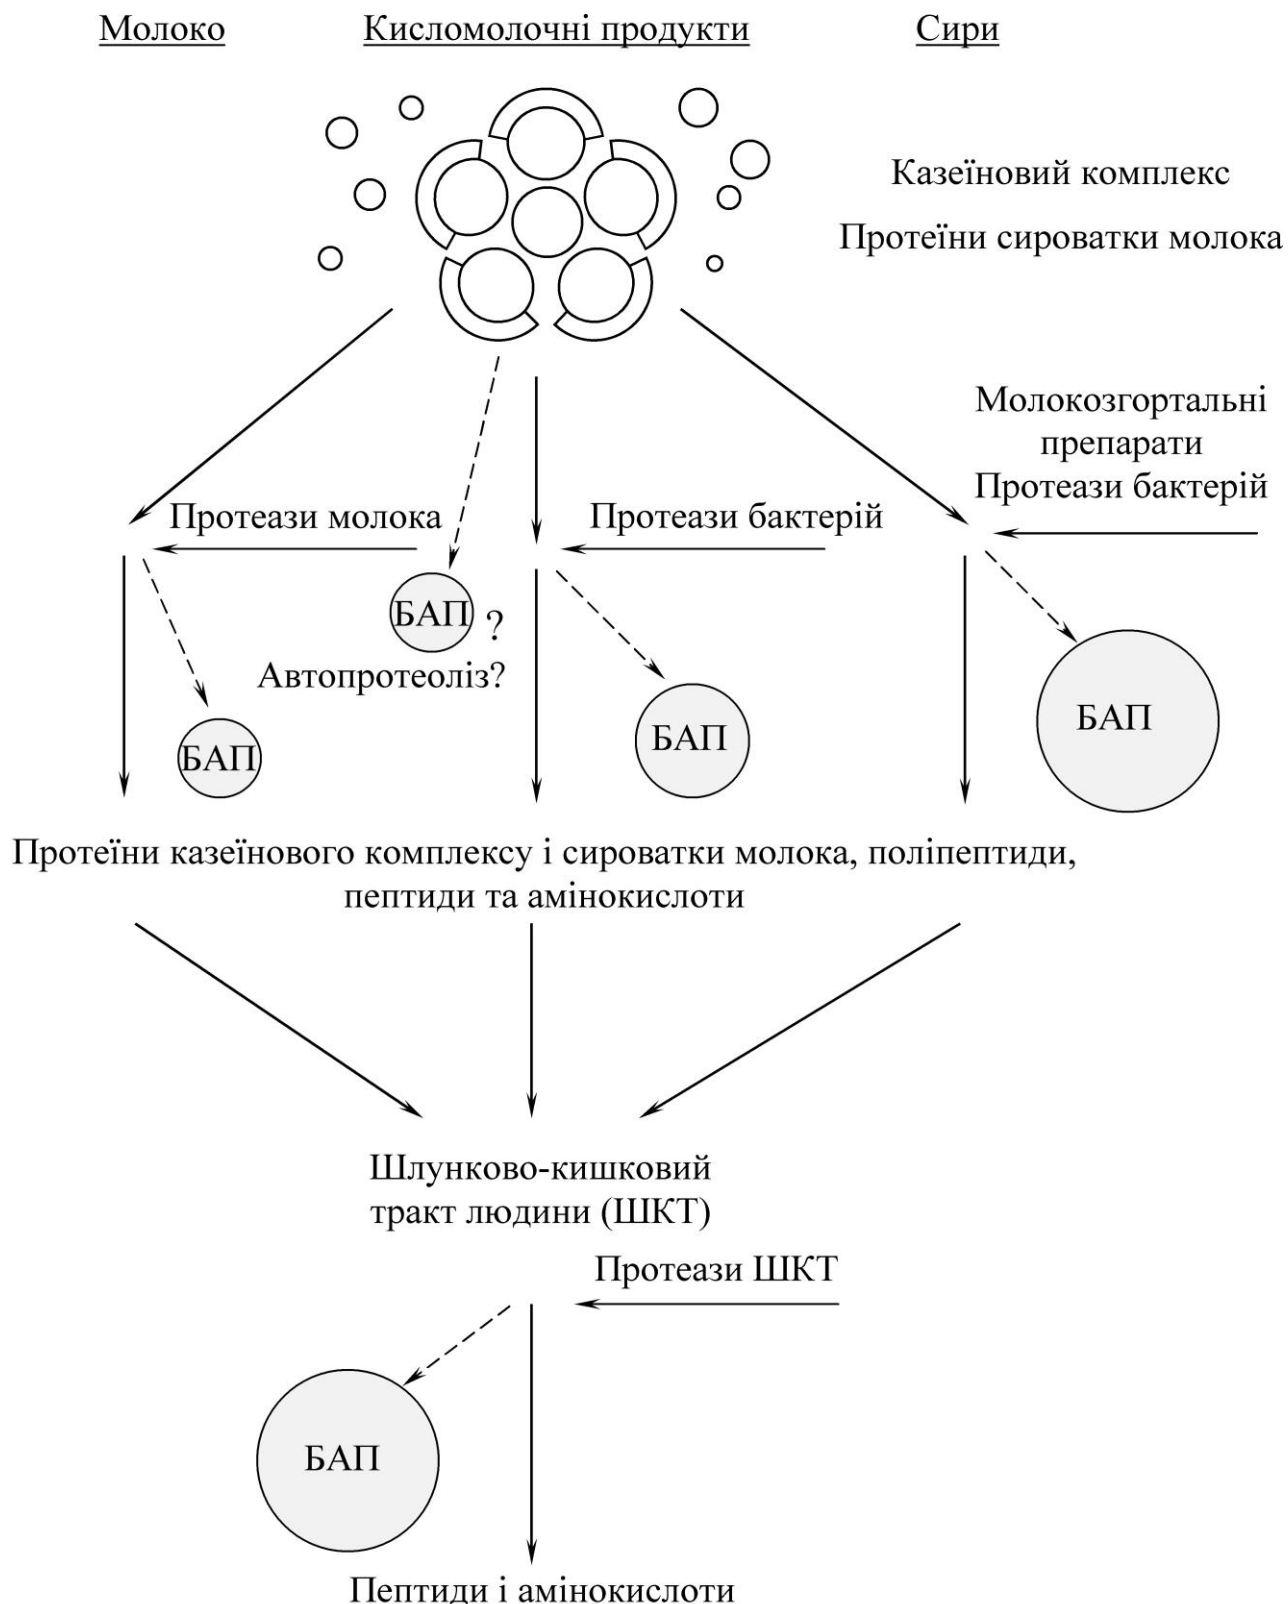 Молоко
Кисломолочні продукти
Сири
Казеїновий комплекс
Протеїни сироватки молока
Молокозгортальні
препарати
Протеази бактерій
Протеази молока
Протеази бактерій
БАП ?
Автопротеоліз?
БАП
БАП
БАП
Протеїни казеїнового комплексу і сироватки молока, поліпептиди,
пептиди та амінокислоти
Шлунково-кишковий
тракт людини (ШКТ)
Протеази ШКТ
БАП
Пептиди і амінокислоти